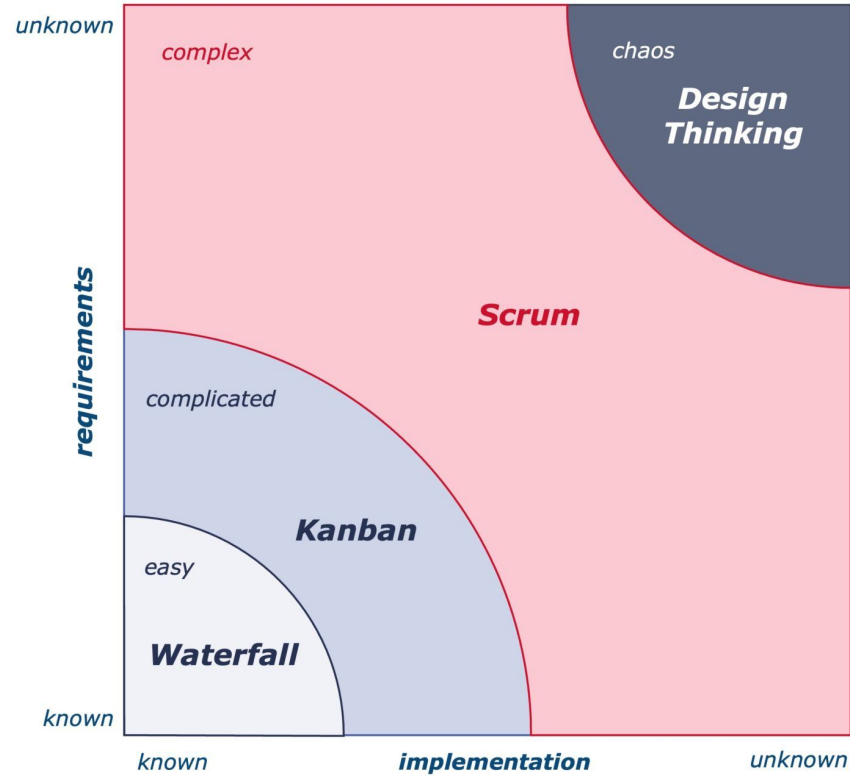 unknown
complex
chaos
Design
Thinking
requirements
Scrum
complicated
Kanban
easy
Waterfall
known
known
implementation
unknown